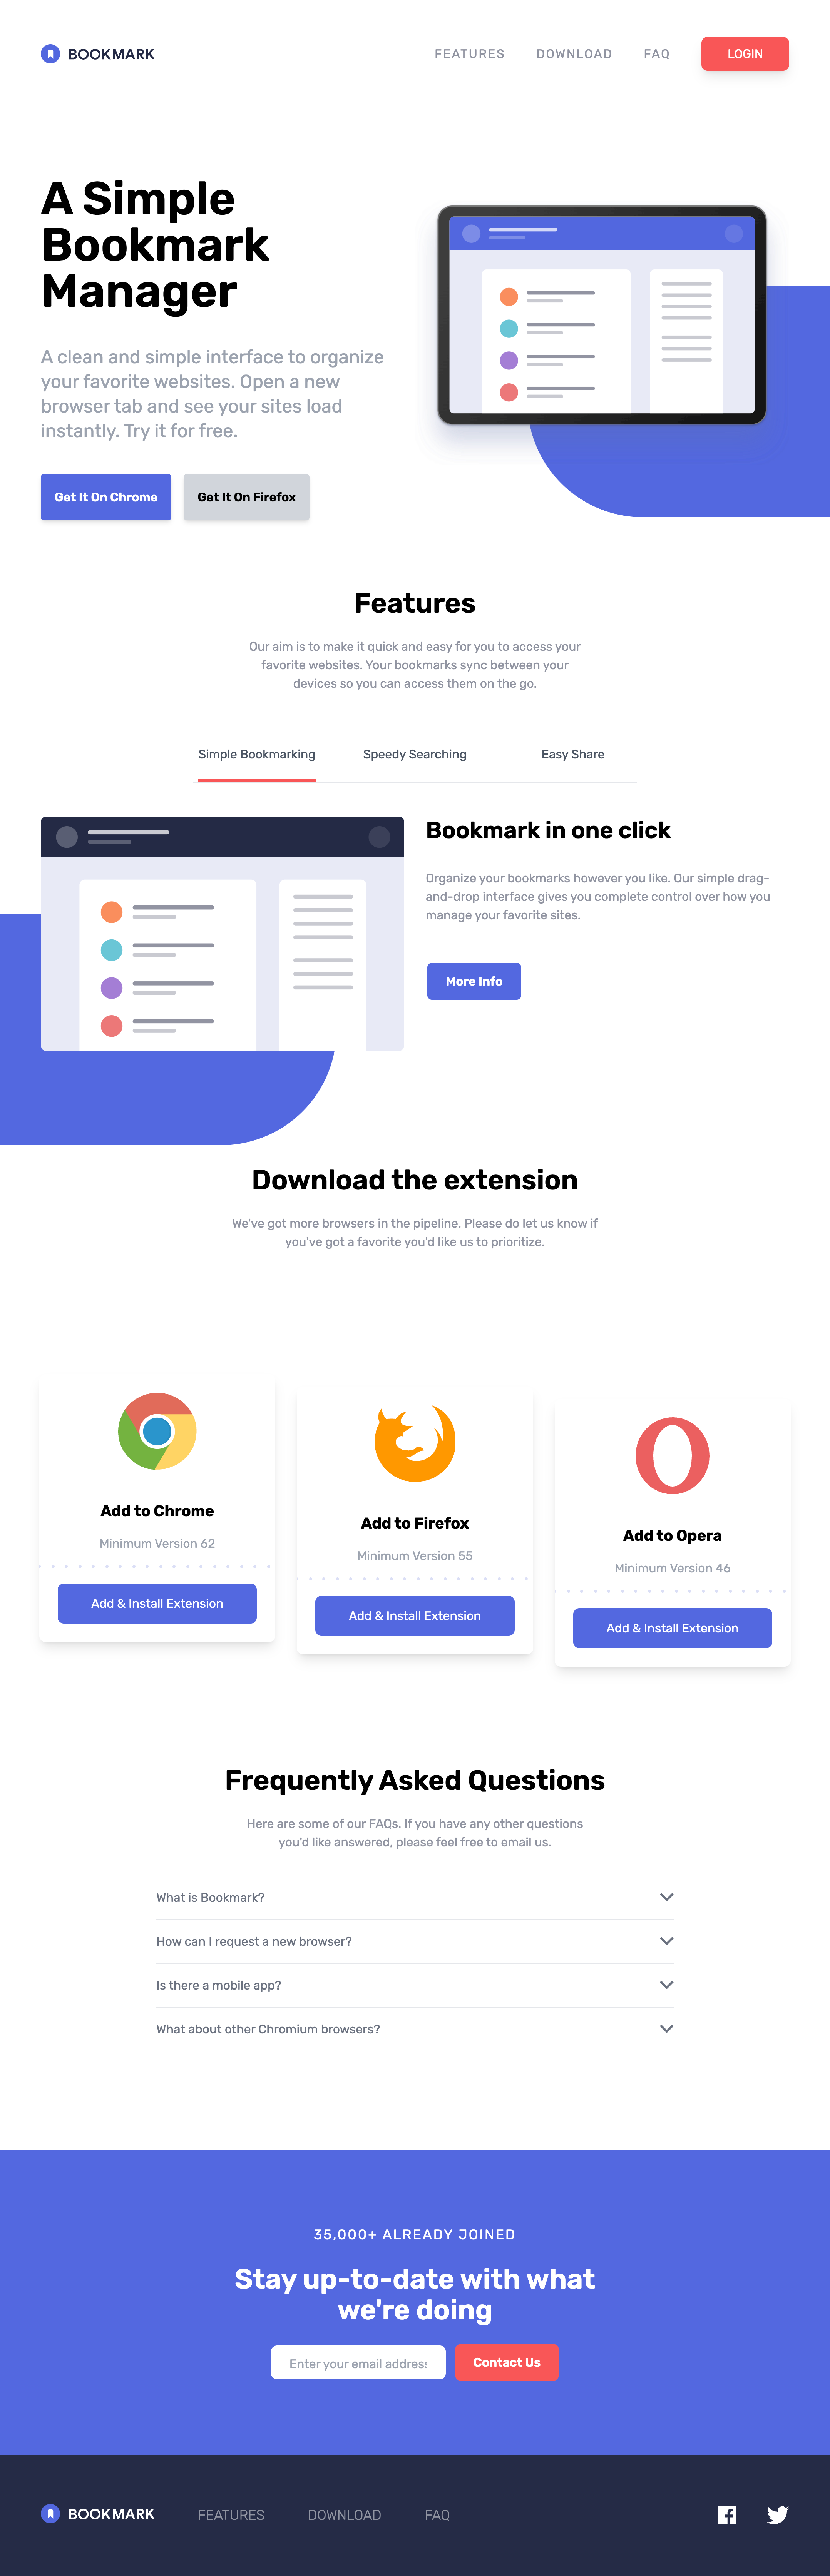 BOOKMARK
FEATURES
DOWNLOAD
FAQ
LOGIN
A Simple
Bookmark
Manager
A clean and simple interface to organize
your favorite websites. Open a new
browser tab and see your sites load
instantly. Try it for free.
Get It On Chrome
Get It On Firefox
Features
Our aim is to make it quick and easy for you to access your
favorite websites. Your bookmarks sync between your
devices so you can access them on the go.
Simple Bookmarking
Speedy Searching
Easy Share
Bookmark in one click
Organize your bookmarks however you like. Our simple drag-
and-drop interface gives you complete control over how you
manage your favorite sites.
More Info
Download the extension
We've got more browsers in the pipeline. Please do let us know if
you've got a favorite you'd like us to prioritize.
Add to Chrome
Minimum Version 62
Add & Install Extension
Add to Firefox
Minimum Version 55
Add & Install Extension
Add to Opera
Minimum Version 46
Add & Install Extension
Frequently Asked Questions
Here are some of our FAQs. If you have any other questions
you'd like answered, please feel free to email us.
What is Bookmark?
How can I request a new browser?
Is there a mobile app?
What about other Chromium browsers?
35,000+ ALREADY JOINED
Stay up-to-date with what
we're doing
Enter your email address
Contact Us
BOOKMARK
FEATURES
DOWNLOAD
FAQ